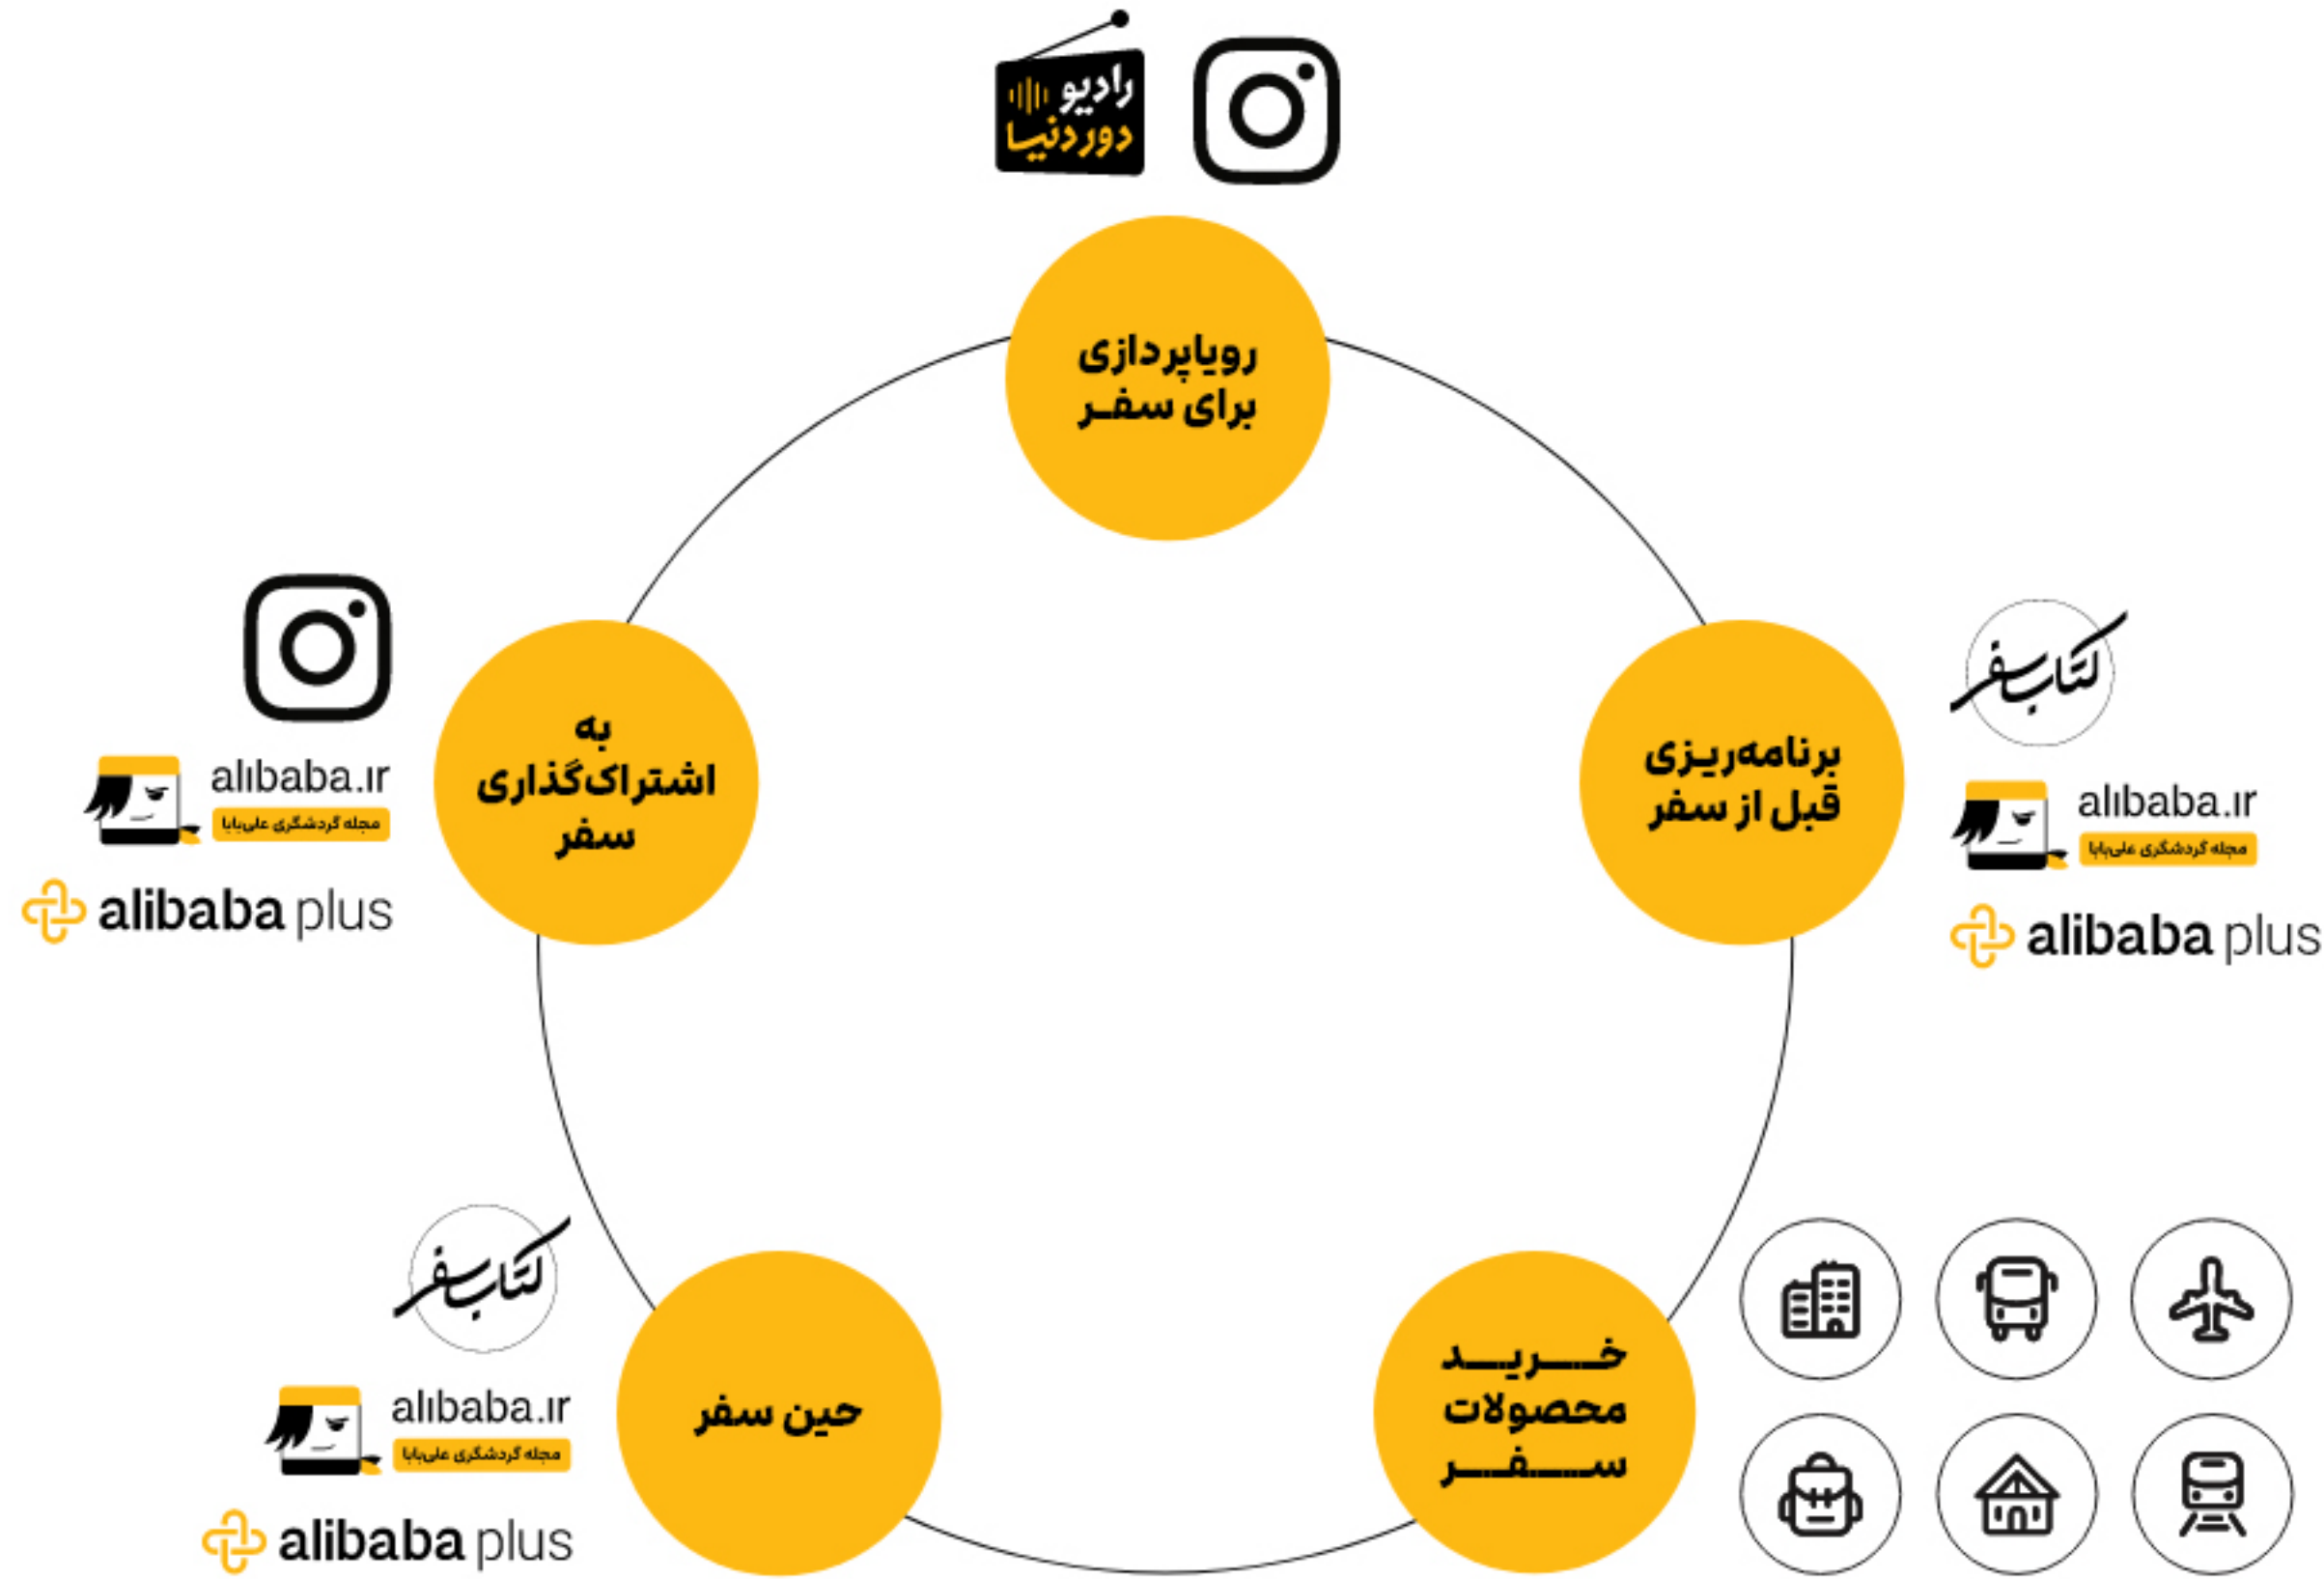 رادیو
دور دنیا
رویاپردازی
برای سفر
برنامه‌ریزی
قبل از سفر
کتاب سفر
alibaba.ir
مجله گردشگری علی‌بابا
alibaba plus
خرید
محصولات
سفر
حین سفر
کتاب سفر
alibaba.ir
مجله گردشگری علی‌بابا
alibaba plus
به
اشتراک‌گذاری
سفر
alibaba.ir
مجله گردشگری علی‌بابا
alibaba plus